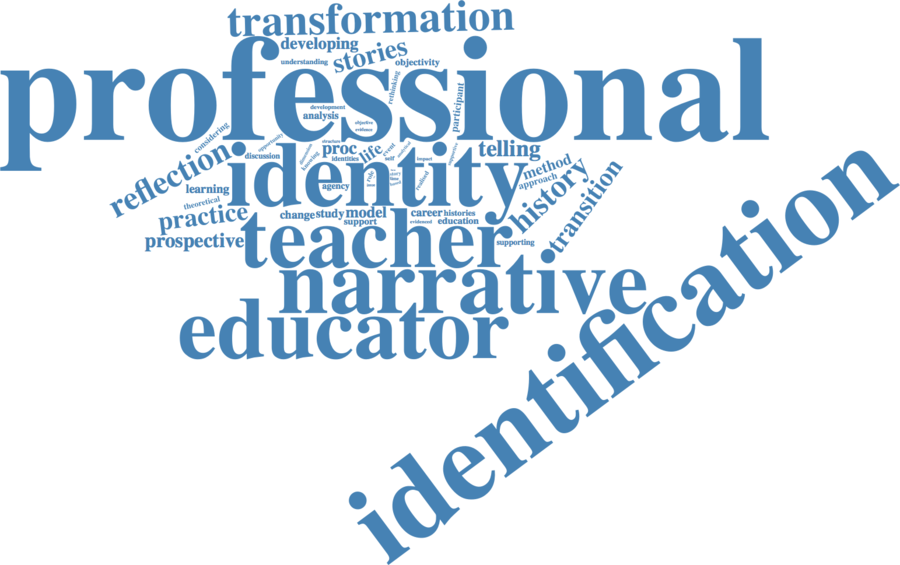 transformation
developing
stories
understanding
objectivity
professional
rethinking
participant
development
analysis
objective
evidence
considering
opportunity
reflection
discussion
structure
proc
identities
life
event
self
knowing
telling
identity
impact
supportive
method
approach
history
transition
learning
agency
role
realised
theoretical
practice
change
study
model
support
career
histories
evidenced
education
prospective
teacher
supporting
narrative
educator
identification